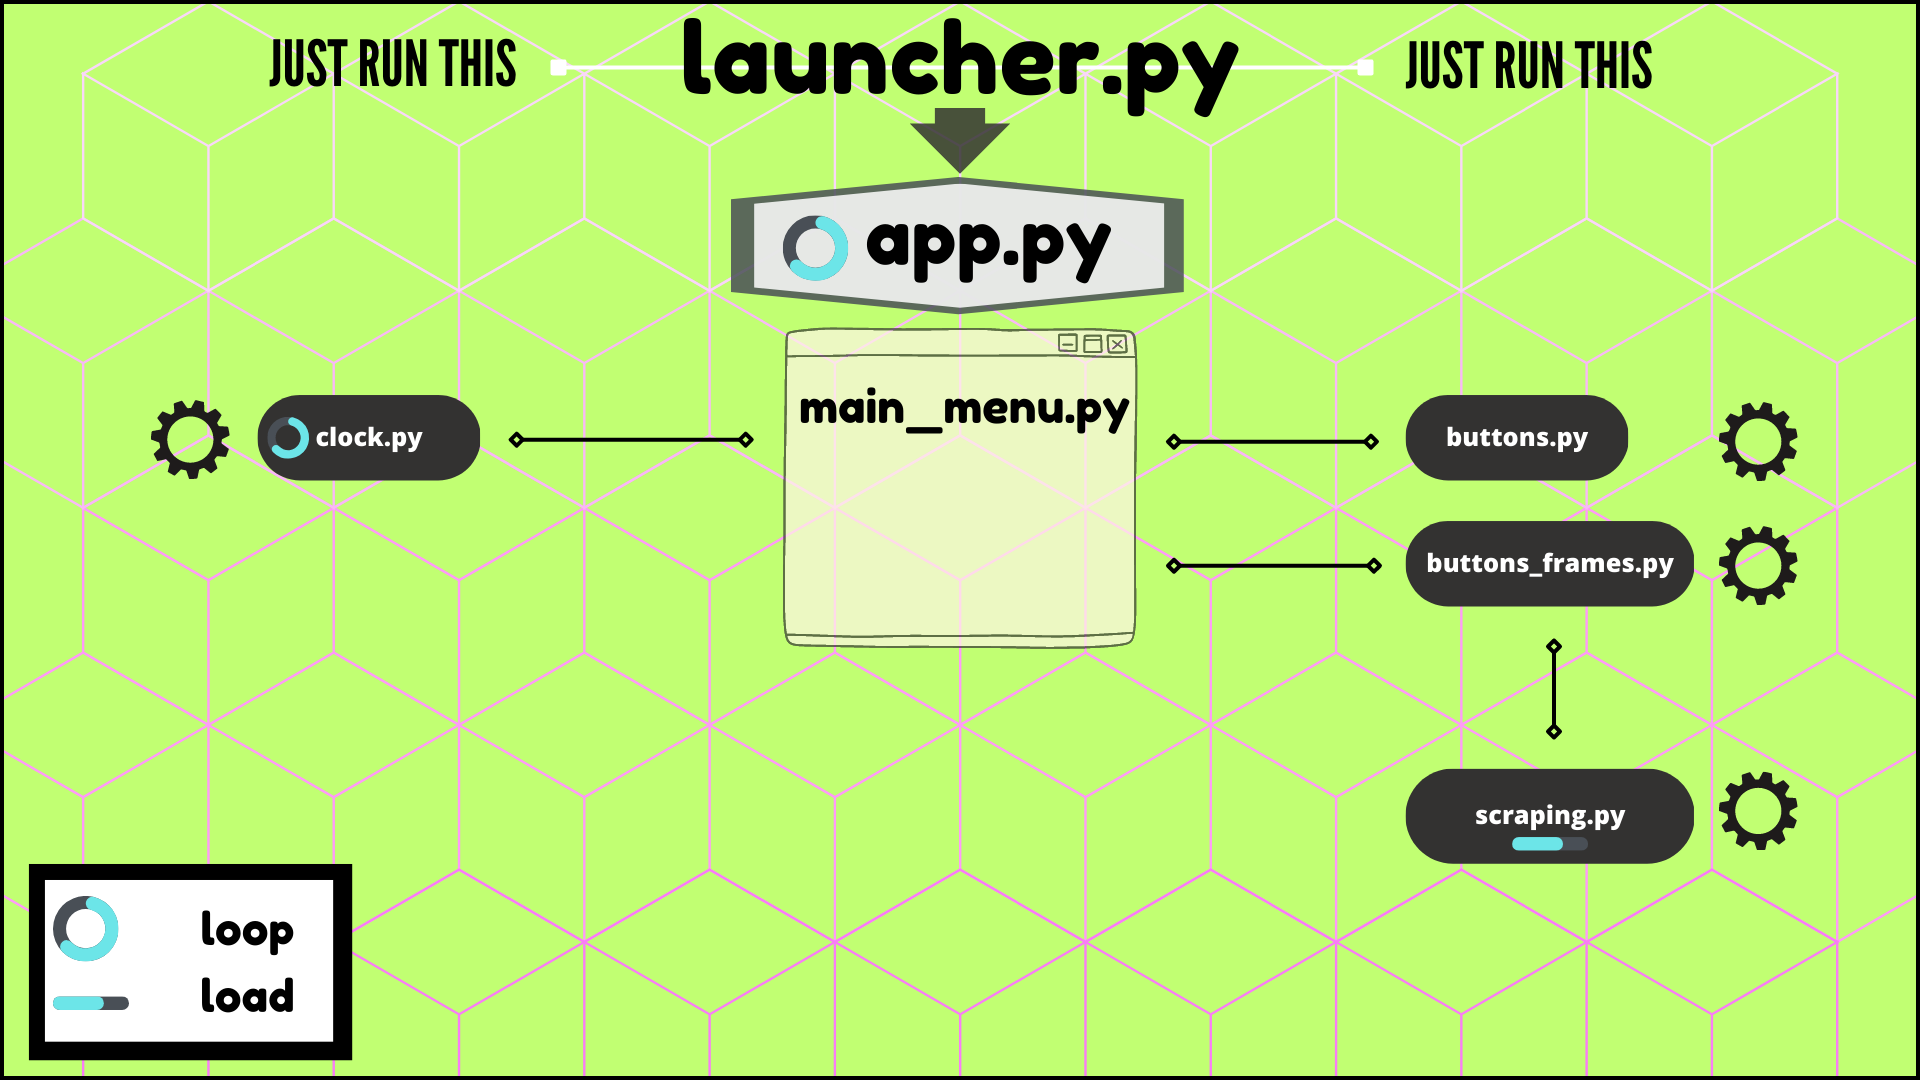 JUST RUN THIS
launcher.py
JUST RUN THIS
app.py
main_menu.py
clock.py
buttons.py
buttons_frames.py
scraping.py
loop
load